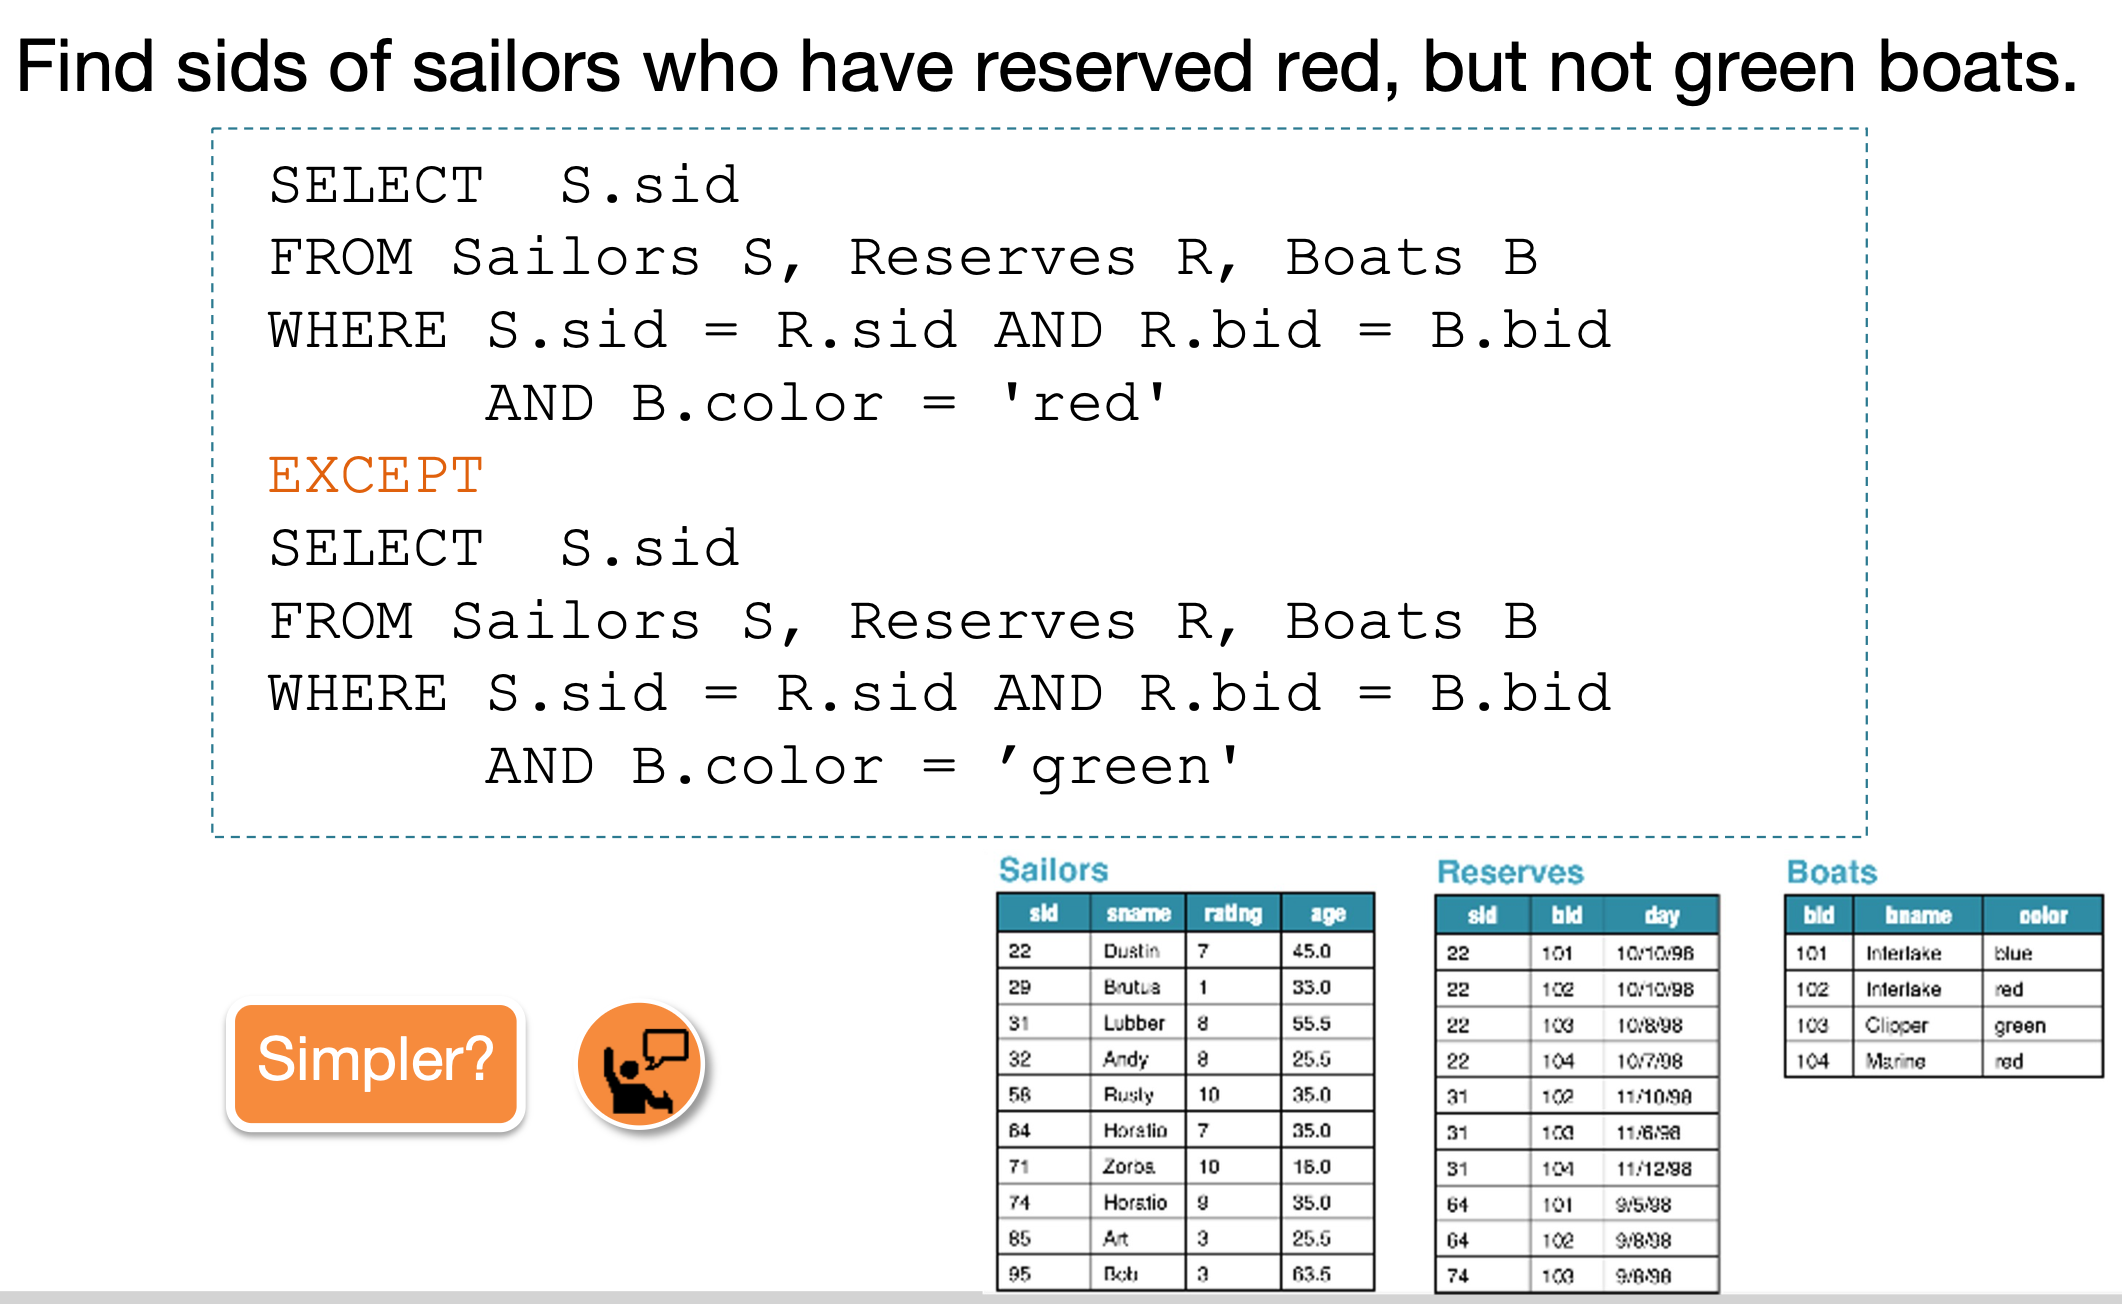 Find sids of sailors who have reserved red, but not green boats.
SELECT  S.sid
FROM Sailors S, Reserves R, Boats B
WHERE S.sid = R.sid AND R.bid = B.bid
AND B.color = 'red'
EXCEPT
SELECT  S.sid
FROM Sailors S, Reserves R, Boats B
WHERE S.sid = R.sid AND R.bid = B.bid
AND B.color = ’green'
Simpler?
Sailors
sid sname rating age
22 Dustin 7 45.0
29 Brutus 1 33.0
31 Lubber 8 55.5
32 Andy 8 25.5
58 Rusty 10 35.0
64 Horatio 7 35.0
71 Zorba 10 16.0
74 Horatio 9 35.0
85 Art 3 25.5
95 Bob 3 63.5
Reserves
sid bid day
22 101 10/10/98
22 102 10/10/98
22 103 10/8/98
22 104 10/7/98
31 102 11/10/98
31 103 11/6/98
31 104 11/12/98
64 101 9/5/98
64 102 9/8/98
74 103 9/8/98
Boats
bid bname color
101 Interlake blue
102 Interlake red
103 Clipper green
104 Marine red